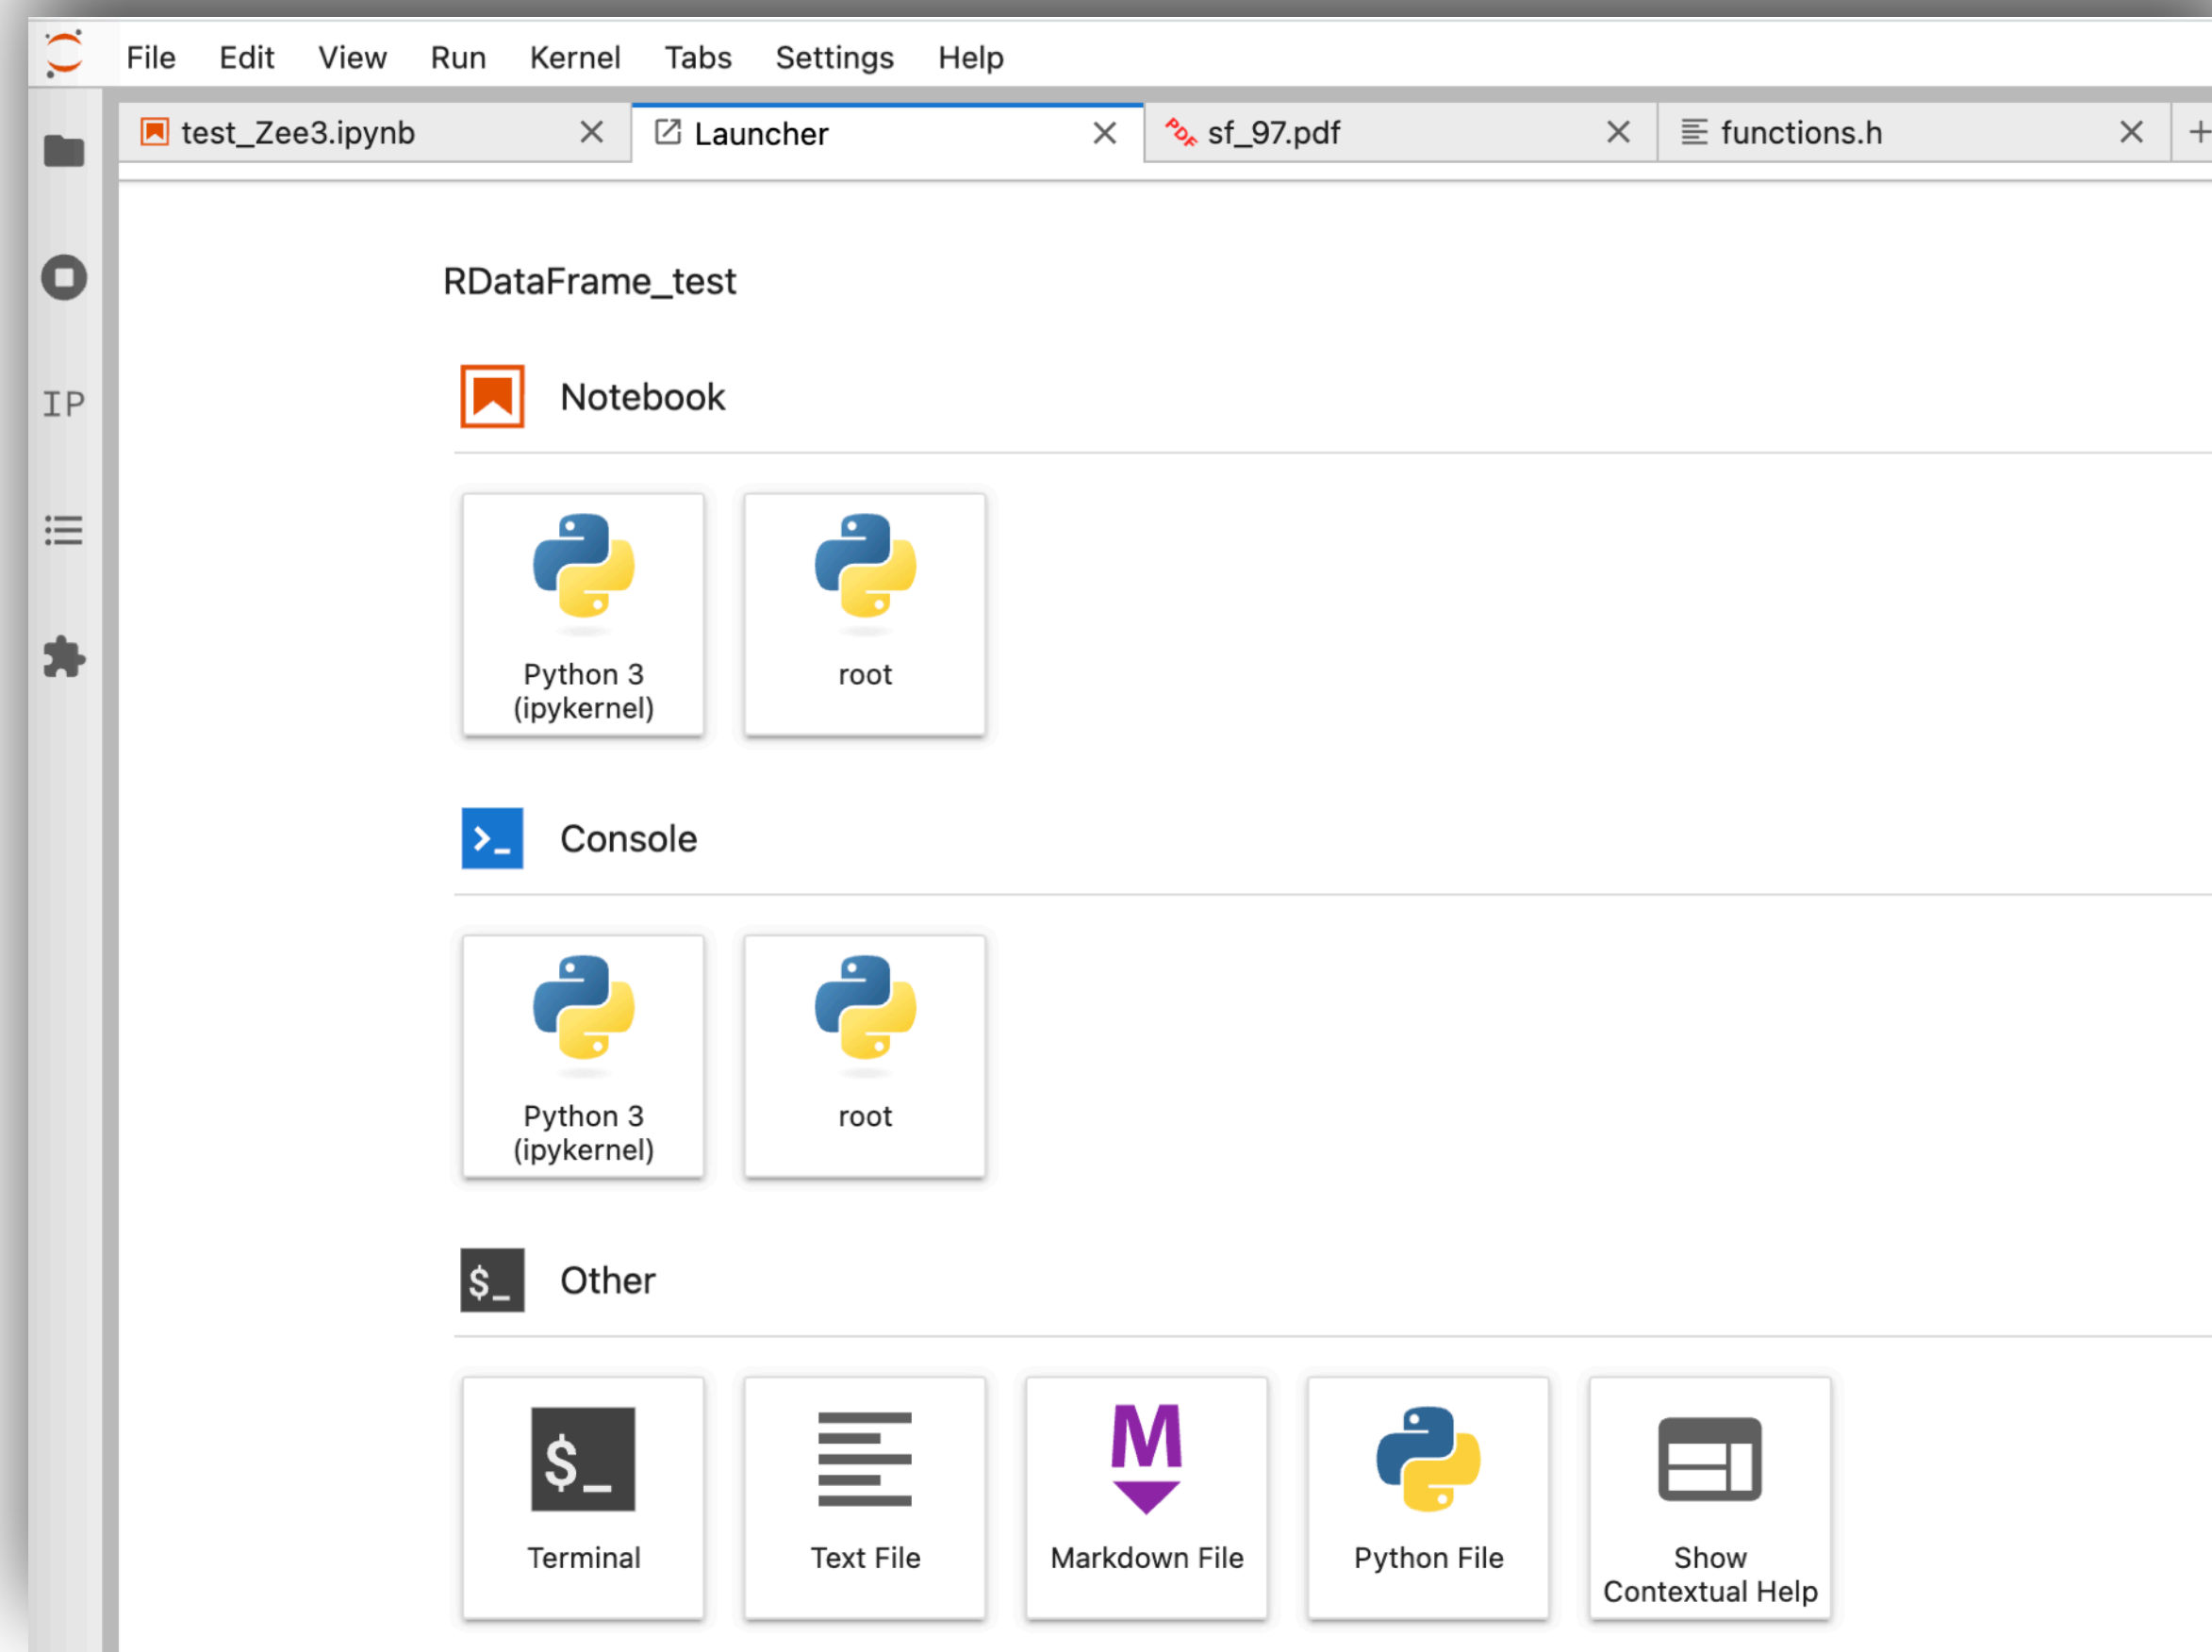 File Edit View Run Kernel Tabs Settings Help
test_Zee3.ipynb Launcher PDF sf_97.pdf functions.h
RDataFrame_test
IP
Notebook
Python 3
(ipykernel)
root
>_ Console
Python 3
(ipykernel)
root
$_ Other
$_
Terminal
Text File
M
Markdown File
Python File
Show
Contextual Help